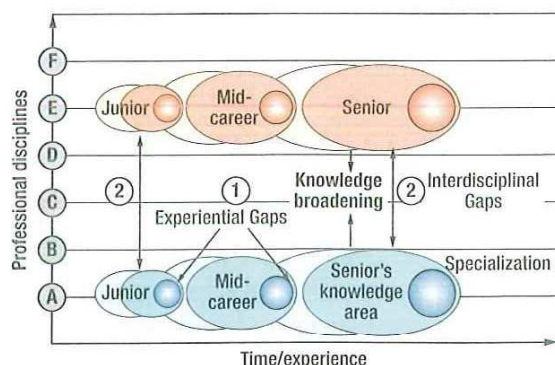 F
E
D
C
B
A
Professional disciplines
Junior
Mid-
career
Senior
2
1
Experiential Gaps
Knowledge
broadening
2
Interdisciplinal
Gaps
Junior
Mid-
career
Senior's
knowledge
area
Specialization
Time/experience